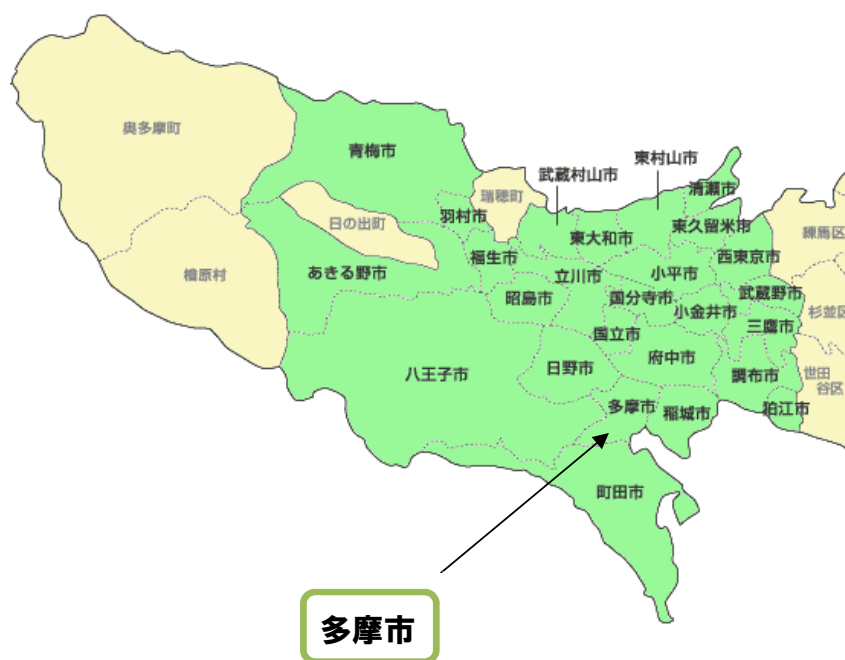 奥多摩町
青梅市
武蔵村山市
東村山市
清瀬市
瑞穂町
羽村市
日の出町
東大和市
東久留米市
練馬区
檜原村
あきる野市
福生市
立川市
小平市
西東京市
昭島市
国分寺市
小金井市
武蔵野市
杉並区
国立市
三鷹市
八王子市
日野市
府中市
調布市
世田
谷区
多摩市
稲城市
狛江市
町田市
多摩市